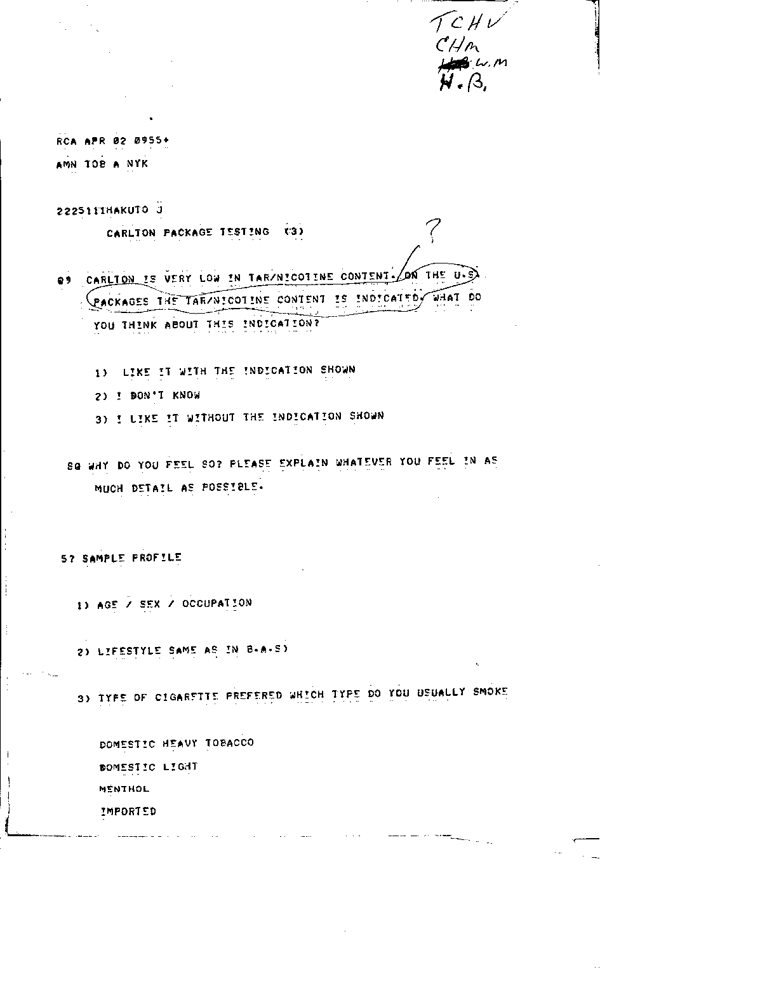 TCHV
CHM
W.M
H.B.
RCA APR 02 0955+
AMN TOB A NYK
2225111HAKUTO J
CARLTON PACKAGE TESTING (3)
?
Q9 CARLTON IS VERY LOW IN TAR/NICOTINE CONTENT. ON THE U.S.
PACKAGES THE TAR/NICOTINE CONTENT IS INDICATED. WHAT DO
YOU THINK ABOUT THIS INDICATION?
1) LIKE IT WITH THE INDICATION SHOWN
2) I DON'T KNOW
3) I LIKE IT WITHOUT THE INDICATION SHOWN
SQ WHY DO YOU FEEL SO? PLEASE EXPLAIN WHATEVER YOU FEEL IN AS
MUCH DETAIL AS POSSIBLE.
5? SAMPLE PROFILE
1) AGE / SEX / OCCUPATION
2) LIFESTYLE SAME AS IN B.A.S)
3) TYPE OF CIGARETTE PREFERED WHICH TYPE DO YOU USUALLY SMOKE
DOMESTIC HEAVY TOBACCO
DOMESTIC LIGHT
MENTHOL
IMPORTED